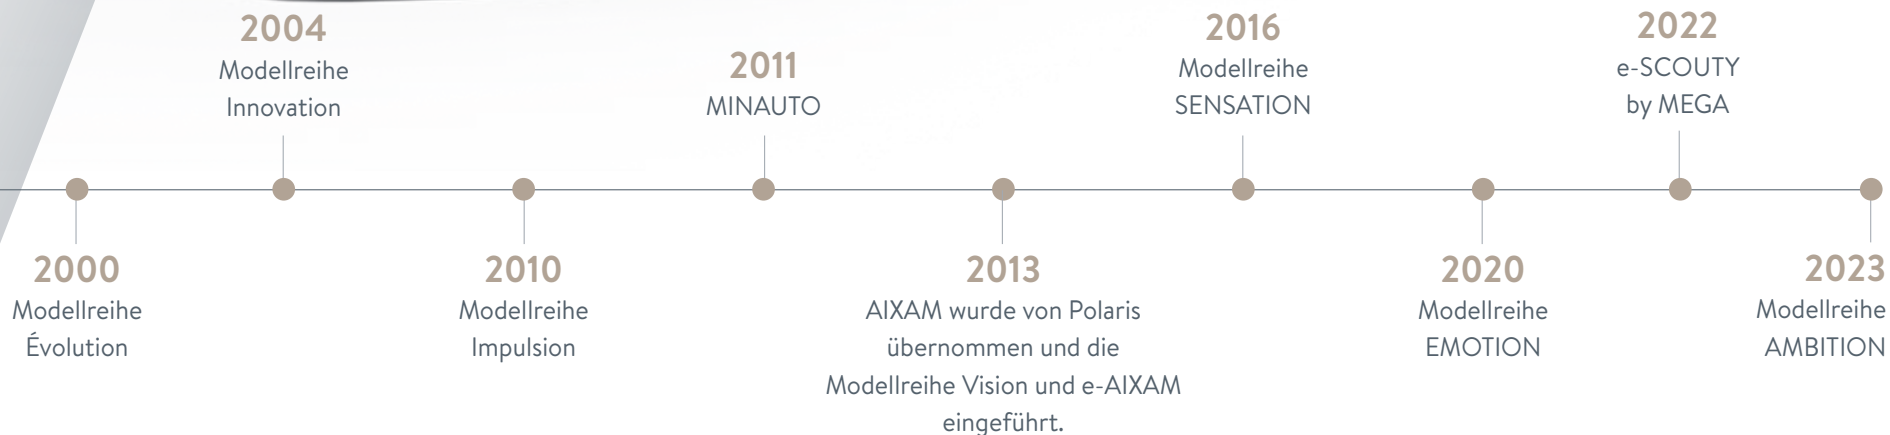 2000
Modellreihe
Évolution
2004
Modellreihe
Innovation
2010
Modellreihe
Impulsion
2011
MINAUTO
2013
AIXAM wurde von Polaris
übernommen und die
Modellreihe Vision und e-AIXAM
eingeführt.
2016
Modellreihe
SENSATION
2020
Modellreihe
EMOTION
2022
e-SCOUTY
by MEGA
2023
Modellreihe
AMBITION